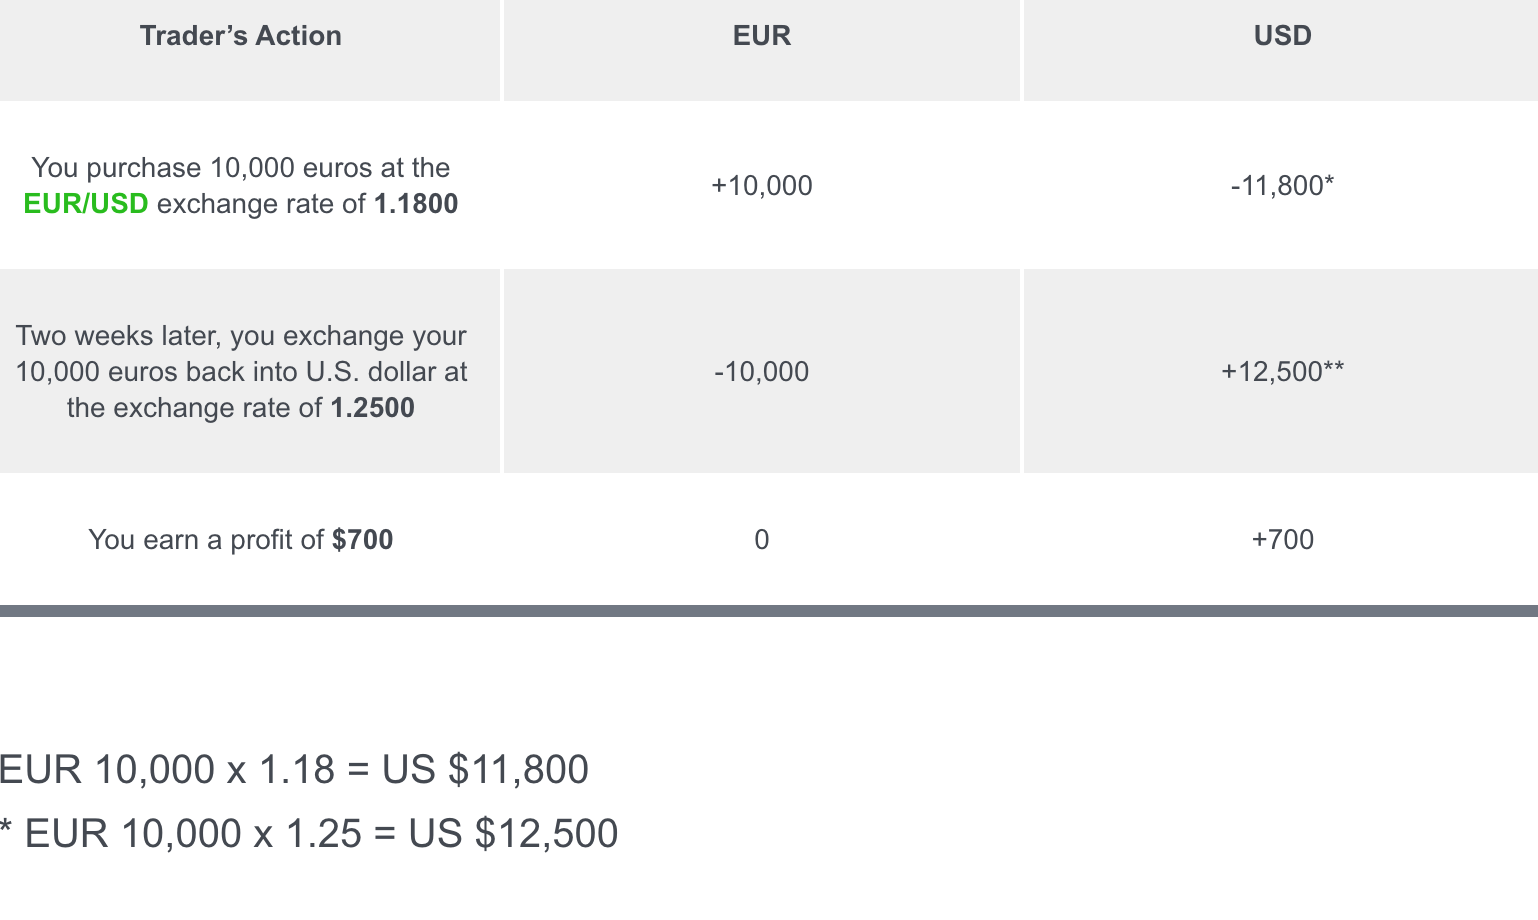 Trader’s Action
EUR
USD
You purchase 10,000 euros at the
EUR/USD exchange rate of 1.1800
+10,000
-11,800*
Two weeks later, you exchange your
10,000 euros back into U.S. dollar at
the exchange rate of 1.2500
-10,000
+12,500**
You earn a profit of $700
0
+700
EUR 10,000 x 1.18 = US $11,800
* EUR 10,000 x 1.25 = US $12,500